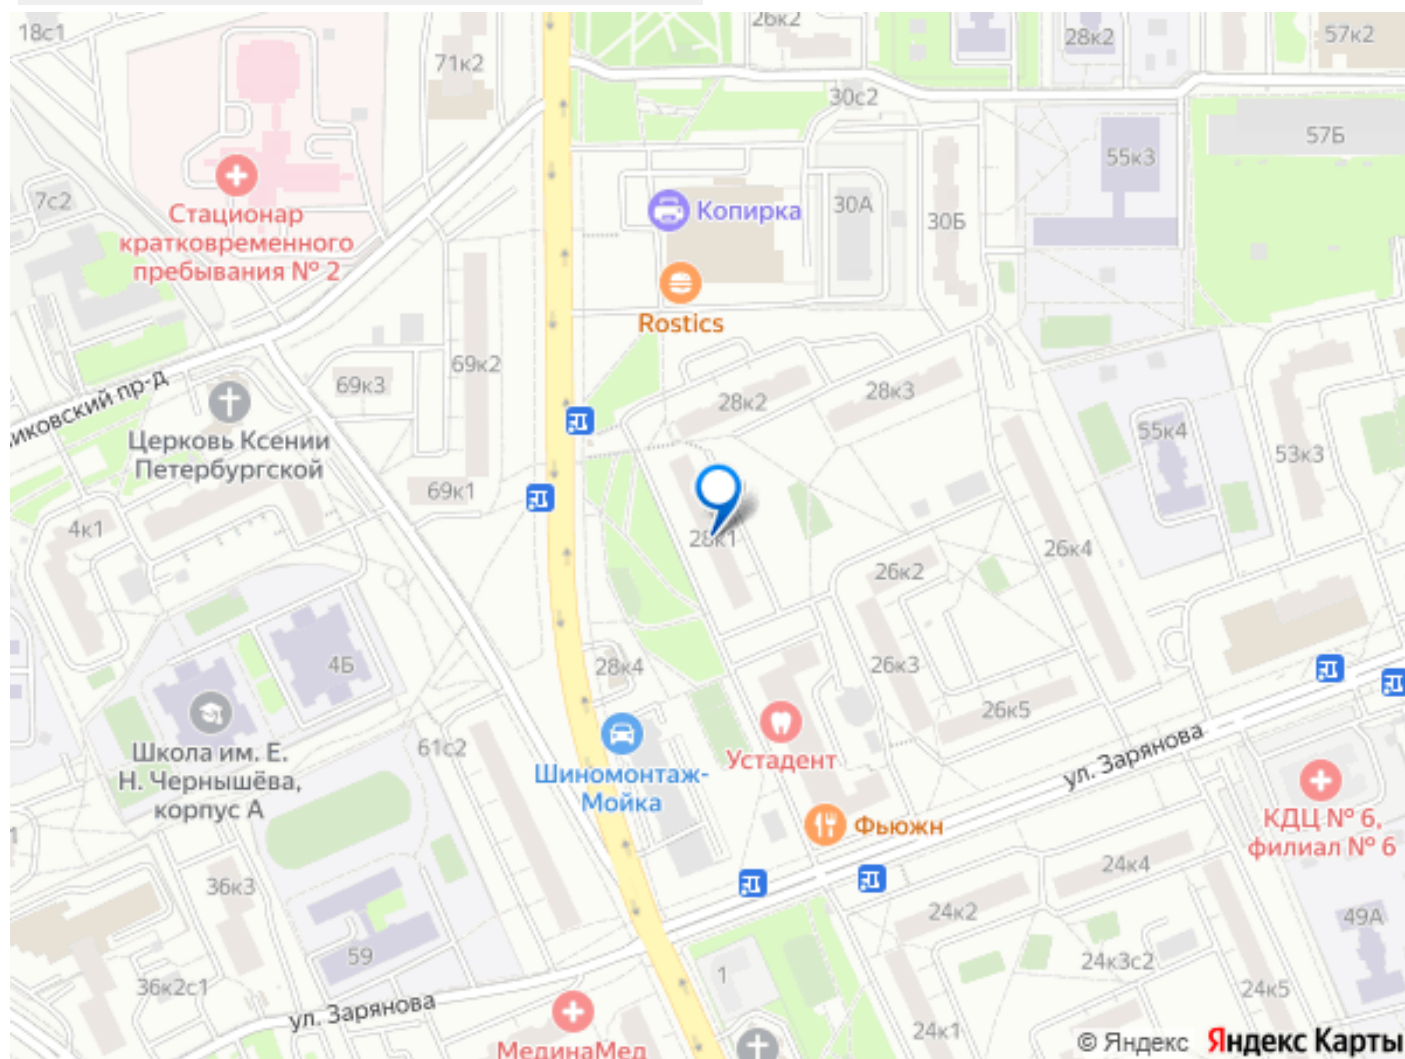 18с1
71к2
26к2
28к2
57к2
30с2
57Б
55к3
7с2
Стационар
кратковременного
пребывания № 2
Копирка
30А
30Б
Rostics
69к2
69к3
28к2
28к3
иковский пр-д
Церковь Ксении
Петербургской
55к4
53к3
69к1
4к1
28к1
26к4
26к2
4Б
28к4
26к3
26к5
Школа им. Е.
Н. Чернышёва,
корпус А
61с2
Устадент
ул. Зарянова
Шиномонтаж-
Мойка
Фьюжн
КДЦ № 6,
филиал № 6
36к3
24к4
24к2
49А
59
24к3с2
36к2с1
1
24к5
ул. Зарянова
24к1
МединаМед
© Яндекс Яндекс Карты